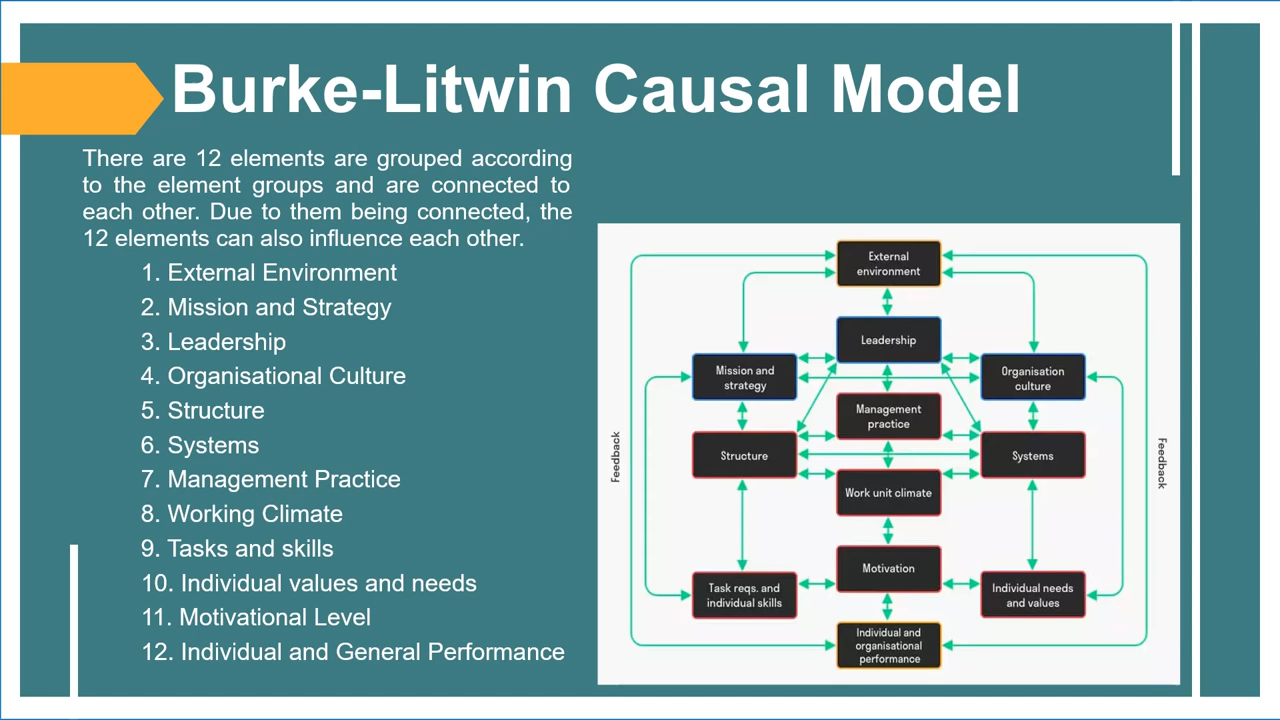 Burke-Litwin Causal Model
There are 12 elements are grouped according
to the element groups and are connected to
each other. Due to them being connected, the
12 elements can also influence each other.
1. External Environment
2. Mission and Strategy
3. Leadership
4. Organisational Culture
5. Structure
6. Systems
7. Management Practice
8. Working Climate
9. Tasks and skills
10. Individual values and needs
11. Motivational Level
12. Individual and General Performance
External
environment
Leadership
Mission and
strategy
Organisation
culture
Management
practice
Feedback
Structure
Systems
Feedback
Work unit climate
Motivation
Task reqs. and
individual skills
Individual needs
and values
Individual and
organisational
performance